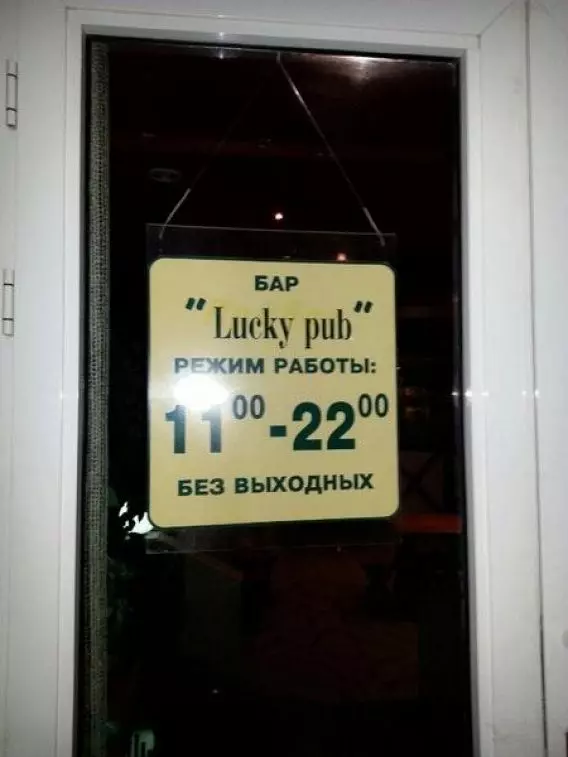 БАР
"Lucky pub"
РЕЖИМ РАБОТЫ:
11⁰⁰-22⁰⁰
БЕЗ ВЫХОДНЫХ